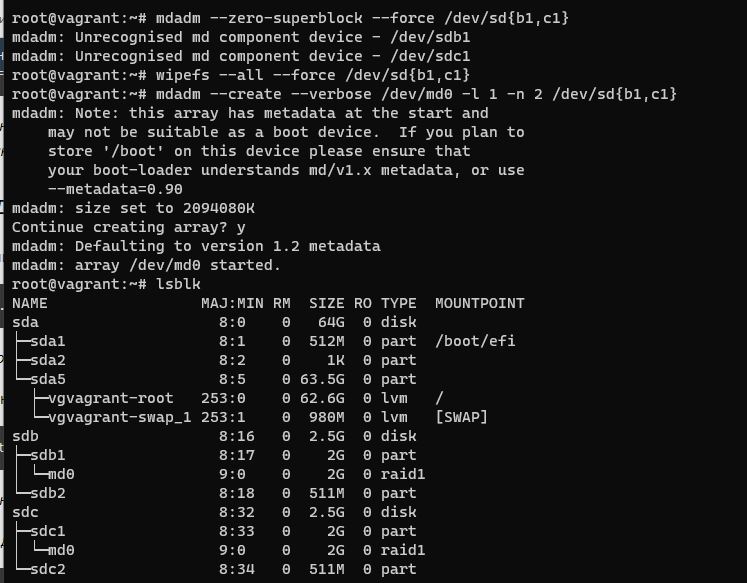 root@vagrant:~# mdadm --zero-superblock --force /dev/sd{b1,c1}
mdadm: Unrecognised md component device - /dev/sdb1
mdadm: Unrecognised md component device - /dev/sdc1
root@vagrant:~# wipefs --all --force /dev/sd{b1,c1}
root@vagrant:~# mdadm --create --verbose /dev/md0 -l 1 -n 2 /dev/sd{b1,c1}
mdadm: Note: this array has metadata at the start and
    may not be suitable as a boot device.  If you plan to
    store '/boot' on this device please ensure that
    your boot-loader understands md/v1.x metadata, or use
    --metadata=0.90
mdadm: size set to 2094080K
Continue creating array? y
mdadm: Defaulting to version 1.2 metadata
mdadm: array /dev/md0 started.
root@vagrant:~# lsblk
NAME                 MAJ:MIN RM  SIZE RO TYPE  MOUNTPOINT
sda                    8:0    0   64G  0 disk
├─sda1                 8:1    0  512M  0 part  /boot/efi
├─sda2                 8:2    0    1K  0 part
└─sda5                 8:5    0 63.5G  0 part
  ├─vgvagrant-root   253:0    0 62.6G  0 lvm   /
  └─vgvagrant-swap_1 253:1    0  980M  0 lvm   [SWAP]
sdb                    8:16   0  2.5G  0 disk
├─sdb1                 8:17   0    2G  0 part
│ └─md0                9:0    0    2G  0 raid1
└─sdb2                 8:18   0  511M  0 part
sdc                    8:32   0  2.5G  0 disk
├─sdc1                 8:33   0    2G  0 part
│ └─md0                9:0    0    2G  0 raid1
└─sdc2                 8:34   0  511M  0 part